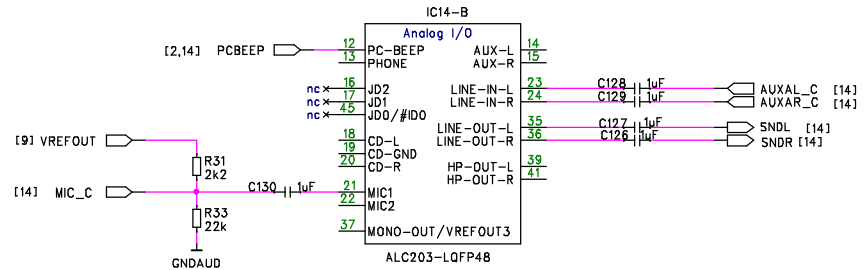 IC14-B
Analog I/O
[2,14] PCBEEP 12 PC-BEEP AUX-L 14
13 PHONE AUX-R 15
nc 16 JD2 LINE-IN-L 23 C128 1uF AUXAL_C [14]
nc 17 JD1 LINE-IN-R 24 C129 1uF AUXAR_C [14]
nc 45 JD0/#ID0
LINE-OUT-L 35 C127 1uF SNDL [14]
[9] VREFOUT 18 CD-L LINE-OUT-R 36 C126 1uF SNDR [14]
19 CD-GND
R31 20 CD-R HP-OUT-L 39
2k2 HP-OUT-R 41
[14] MIC_C C130 1uF 21 MIC1
22 MIC2
R33
22k 37 MONO-OUT/VREFOUT3
ALC203-LQFP48
GNDAUD